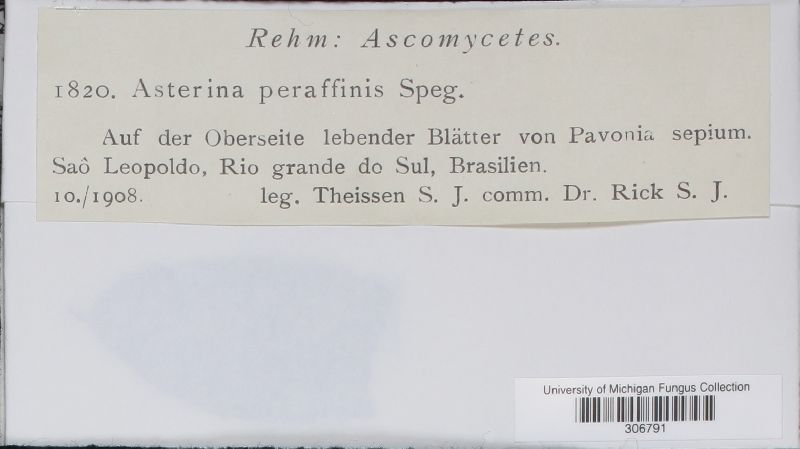 Rehm: Ascomycetes.
1820. Asterina peraffinis Speg.
Auf der Oberseite lebender Blätter von Pavonia sepium.
Saô Leopoldo, Rio grande do Sul, Brasilien.
10./1908. leg. Theissen S. J. comm. Dr. Rick S. J.
University of Michigan Fungus Collection
306791